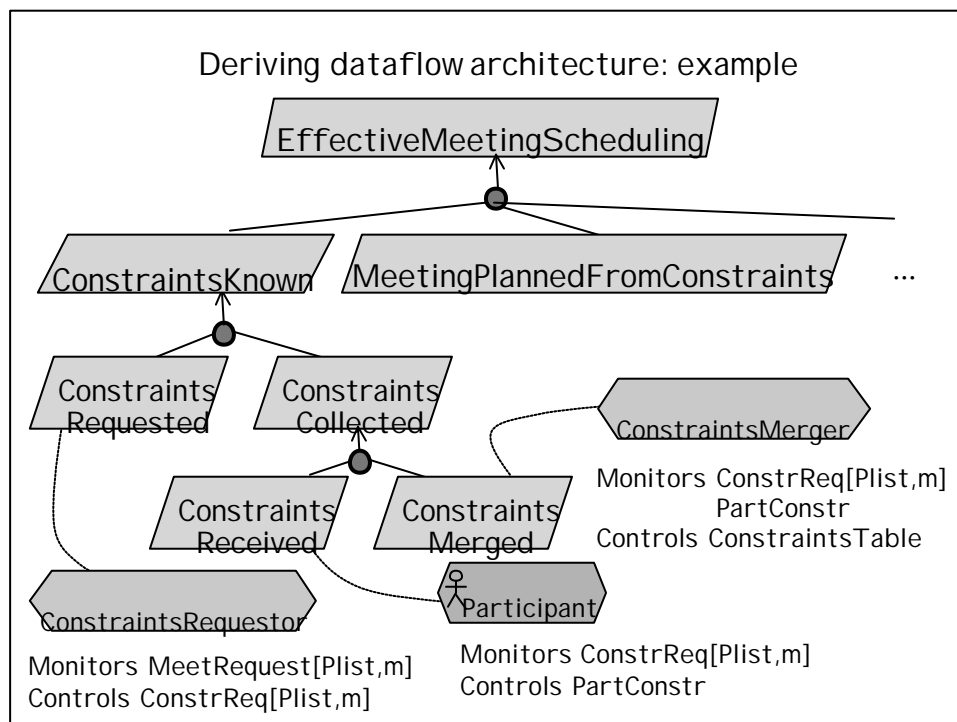 Deriving dataflow architecture: example
EffectiveMeetingScheduling
ConstraintsKnown
MeetingPlannedFromConstraints
...
Constraints
Requested
Constraints
Collected
ConstraintsMerger
Monitors ConstrReq[Plist,m]
PartConstr
Controls ConstraintsTable
Constraints
Received
Constraints
Merged
ConstraintsRequestor
Monitors MeetRequest[Plist,m]
Controls ConstrReq[Plist,m]
Participant
Monitors ConstrReq[Plist,m]
Controls PartConstr